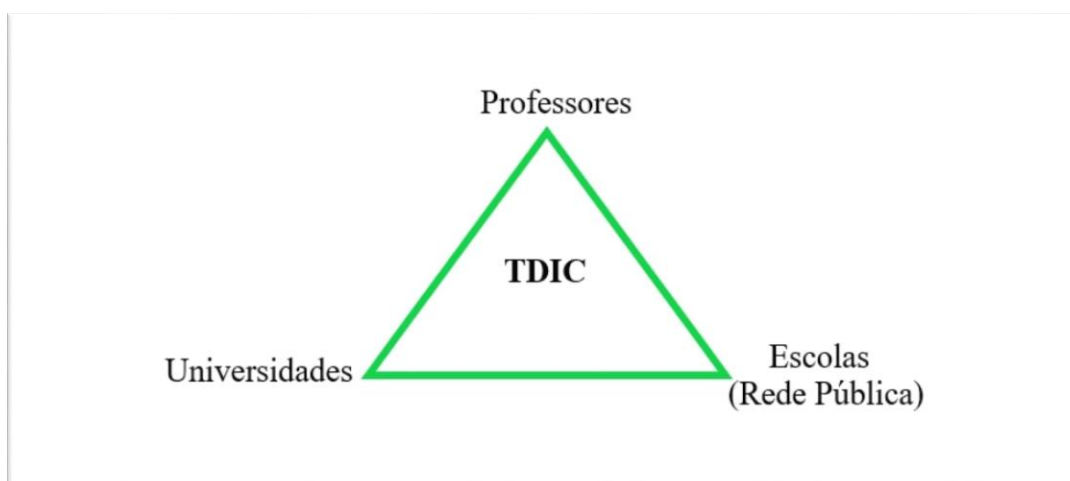 Professores
TDIC
Universidades
Escolas
(Rede Pública)